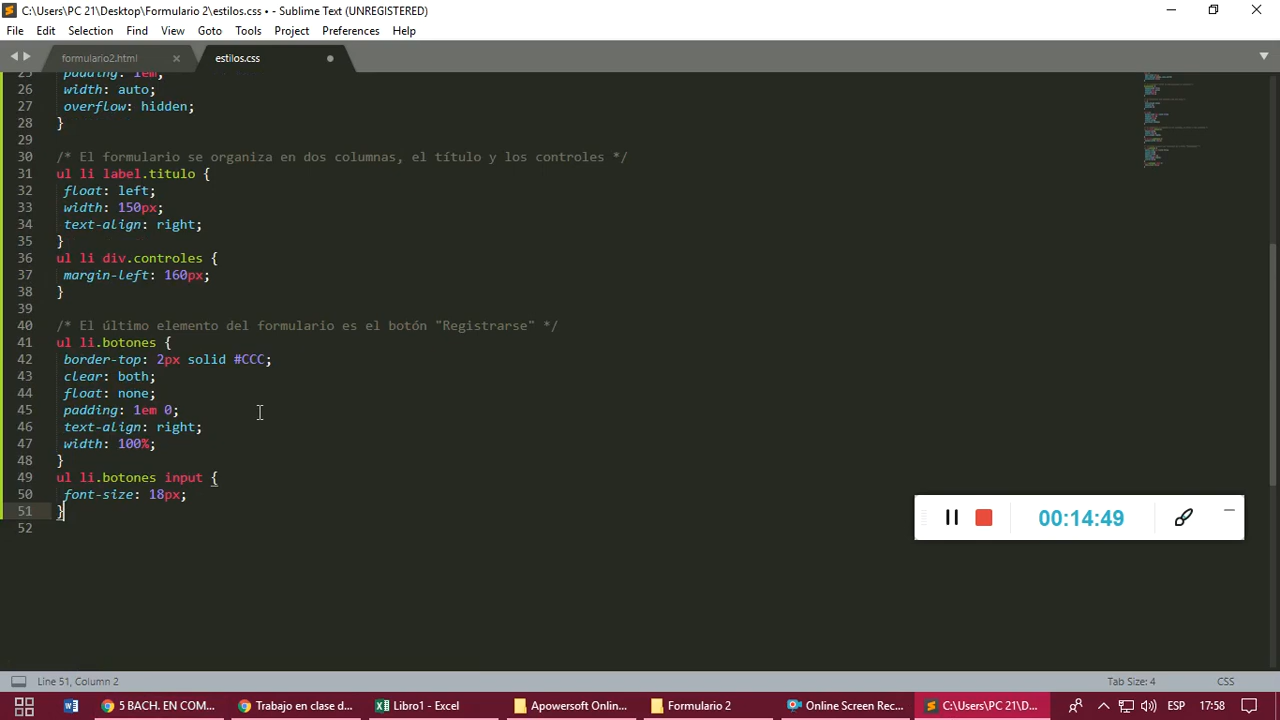 C:\Users\PC 21\Desktop\Formulario 2\estilos.css • - Sublime Text (UNREGISTERED)
File Edit Selection Find View Goto Tools Project Preferences Help
formulario2.html estilos.css
25 padding: 1em;
26 width: auto;
27 overflow: hidden;
28 }
29
30 /* El formulario se organiza en dos columnas, el título y los controles */
31 ul li label.titulo {
32 float: left;
33 width: 150px;
34 text-align: right;
35 }
36 ul li div.controles {
37 margin-left: 160px;
38 }
39
40 /* El último elemento del formulario es el botón "Registrarse" */
41 ul li.botones {
42 border-top: 2px solid #CCC;
43 clear: both;
44 float: none;
45 padding: 1em 0;
46 text-align: right;
47 width: 100%;
48 }
49 ul li.botones input {
50 font-size: 18px;
51 }
52
00:14:49
Line 51, Column 2 Tab Size: 4 CSS
5 BACH. EN COM... Trabajo en clase d... Libro1 - Excel Apowersoft Onlin... Formulario 2 Online Screen Rec... C:\Users\PC 21\D... ESP 17:58